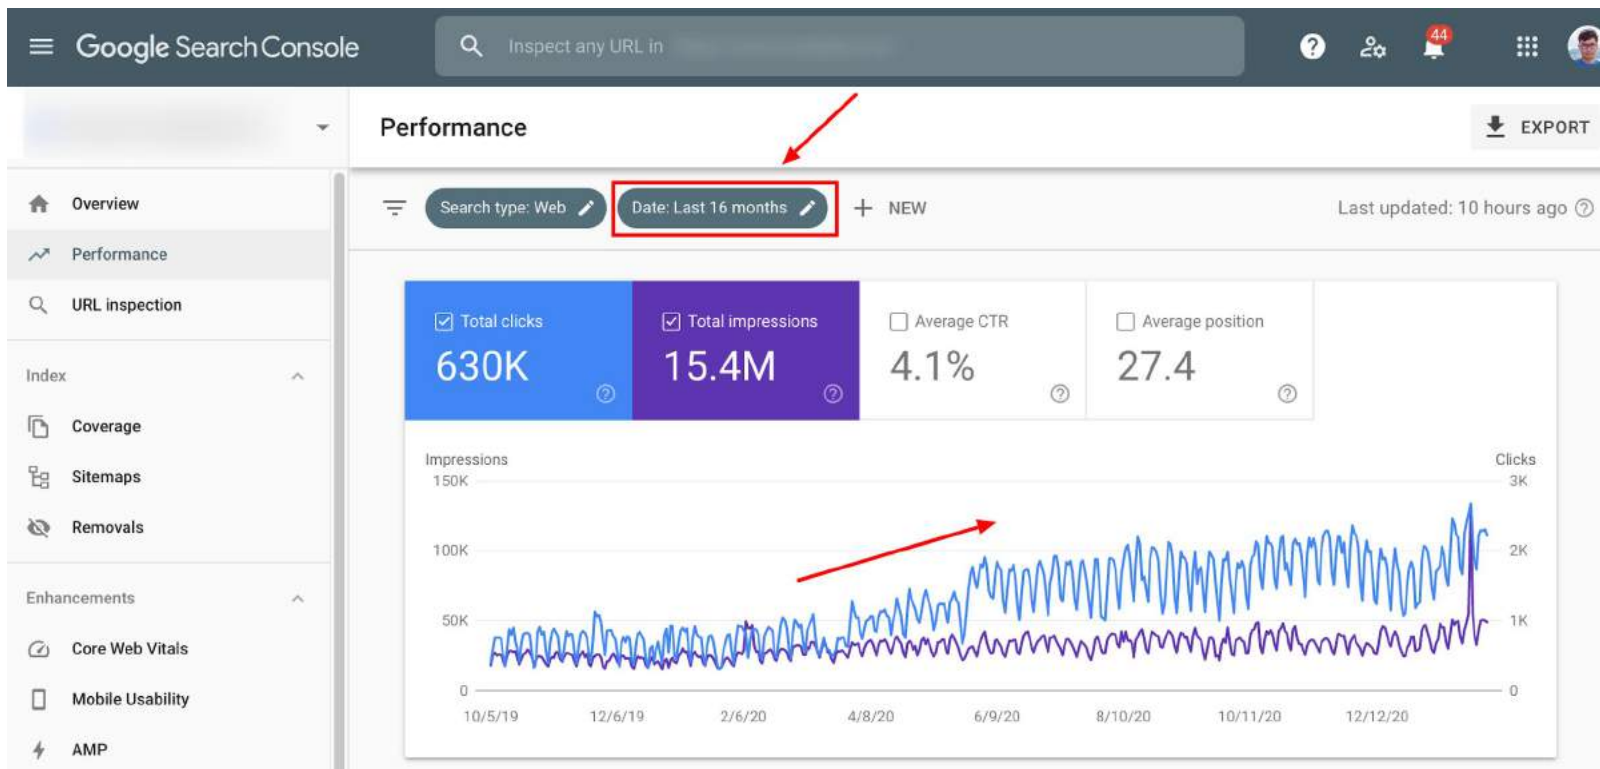 Google Search Console
Inspect any URL in
44
Performance
EXPORT
Overview
Performance
URL inspection
Index
Coverage
Sitemaps
Removals
Enhancements
Core Web Vitals
Mobile Usability
AMP
Search type: Web
Date: Last 16 months
+ NEW
Last updated: 10 hours ago
Total clicks
630K
Total impressions
15.4M
Average CTR
4.1%
Average position
27.4
Impressions
Clicks
150K
3K
100K
2K
50K
1K
0
0
10/5/19 12/6/19 2/6/20 4/8/20 6/9/20 8/10/20 10/11/20 12/12/20